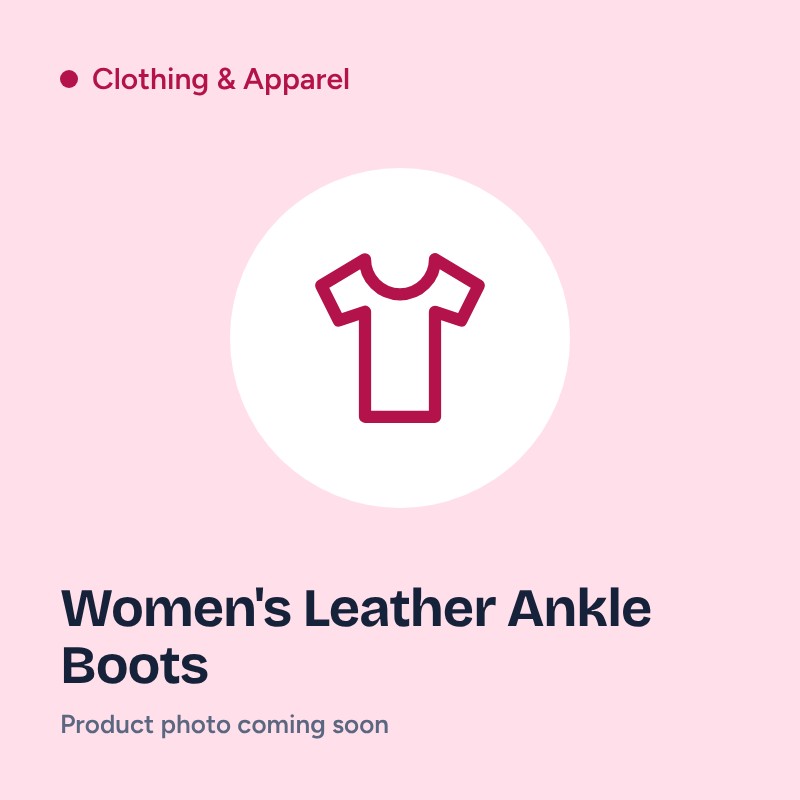 Clothing & Apparel
Women's Leather Ankle
Boots
Product photo coming soon